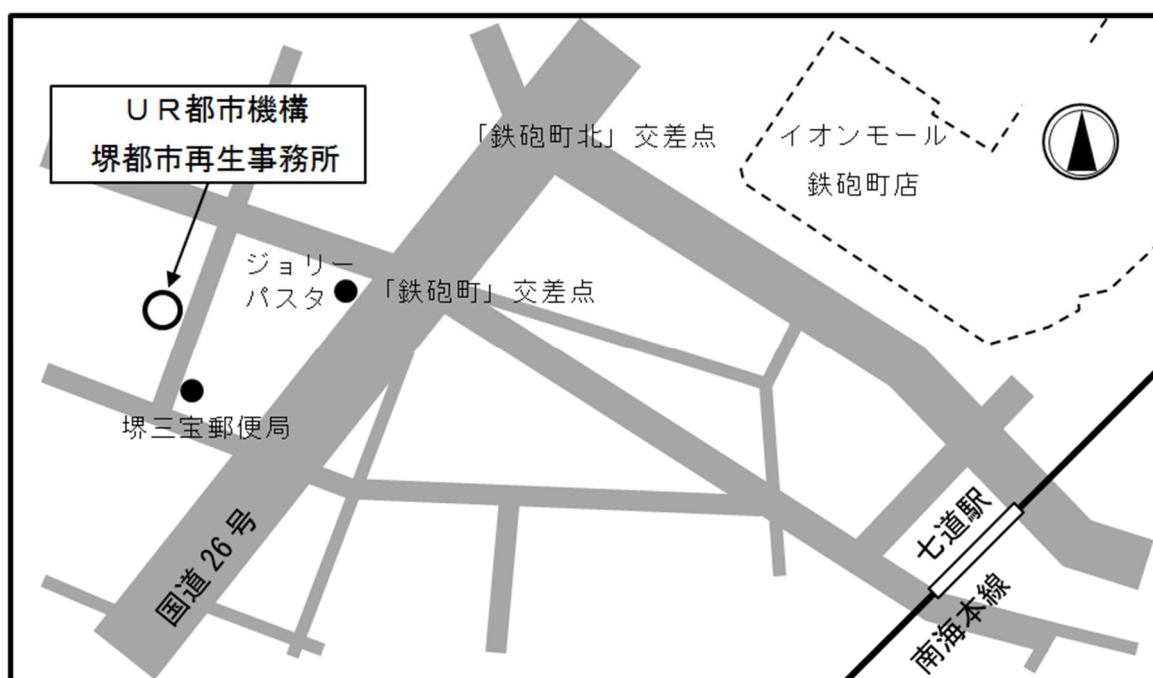 UR都市機構
堺都市再生事務所
「鉄砲町北」交差点
イオンモール
鉄砲町店
ジョリー
パスタ
「鉄砲町」交差点
堺三宝郵便局
国道26号
七道駅
南海本線